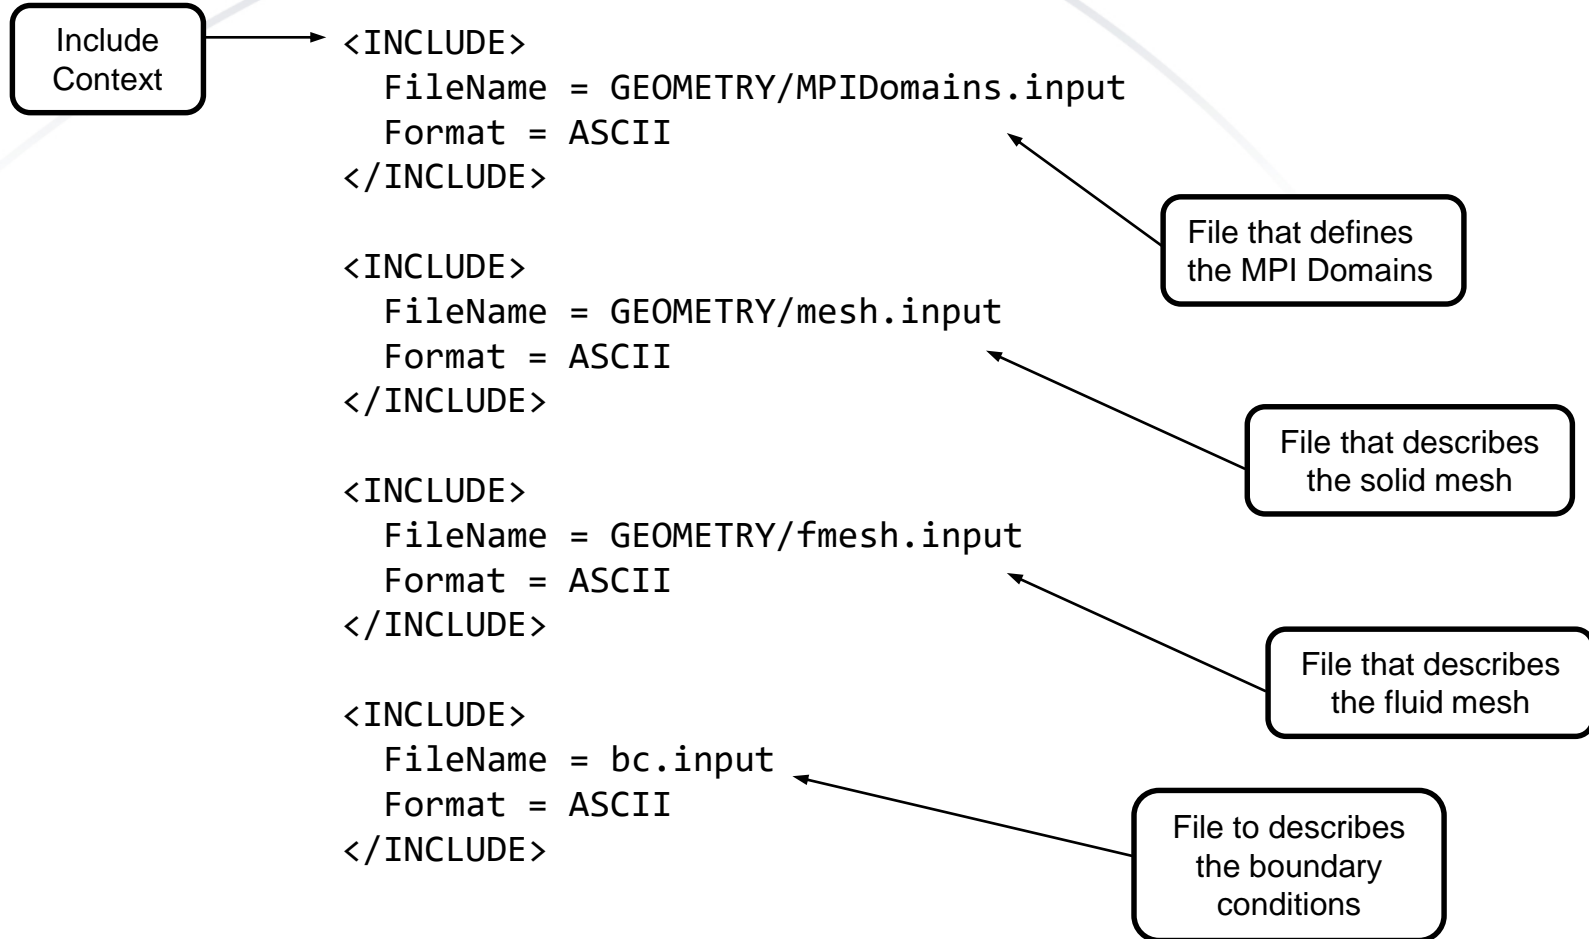 Include
Context
<INCLUDE>
FileName = GEOMETRY/MPIDomains.input
Format = ASCII
</INCLUDE>
File that defines
the MPI Domains
<INCLUDE>
FileName = GEOMETRY/mesh.input
Format = ASCII
</INCLUDE>
File that describes
the solid mesh
<INCLUDE>
FileName = GEOMETRY/fmesh.input
Format = ASCII
</INCLUDE>
File that describes
the fluid mesh
<INCLUDE>
FileName = bc.input
Format = ASCII
</INCLUDE>
File to describes
the boundary
conditions